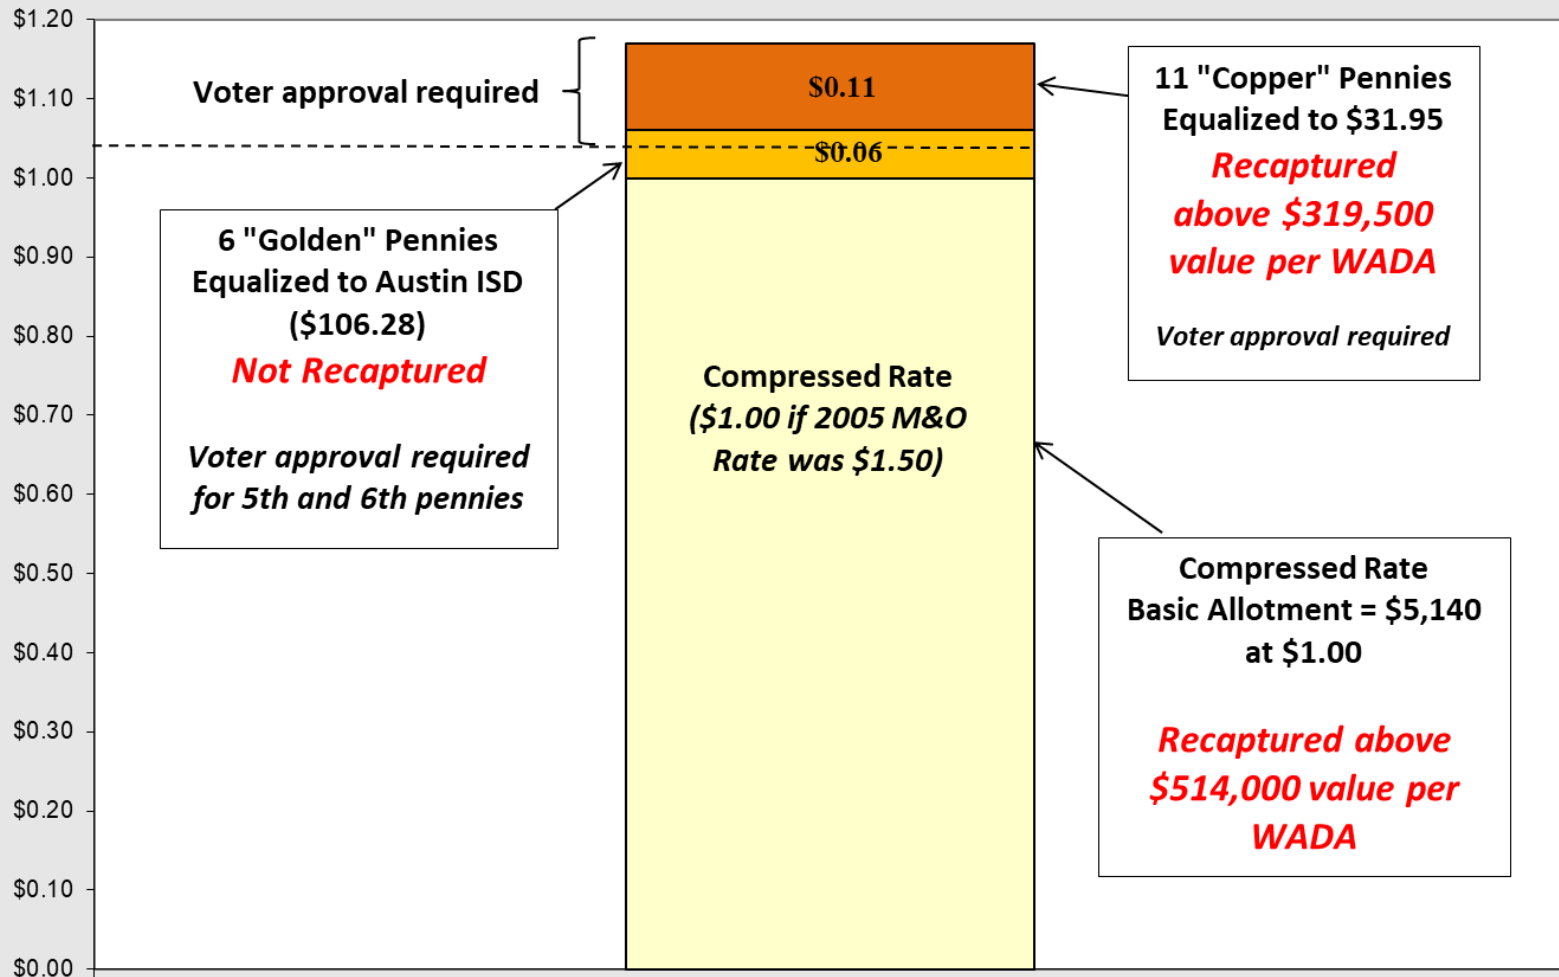 $1.20
$1.10
$1.00
$0.90
$0.80
$0.70
$0.60
$0.50
$0.40
$0.30
$0.20
$0.10
$0.00
Voter approval required
6 "Golden" Pennies
Equalized to Austin ISD
($106.28)
Not Recaptured
Voter approval required
for 5th and 6th pennies
$0.11
$0.06
Compressed Rate
($1.00 if 2005 M&O
Rate was $1.50)
11 "Copper" Pennies
Equalized to $31.95
Recaptured
above $319,500
value per WADA
Voter approval required
Compressed Rate
Basic Allotment = $5,140
at $1.00
Recaptured above
$514,000 value per
WADA